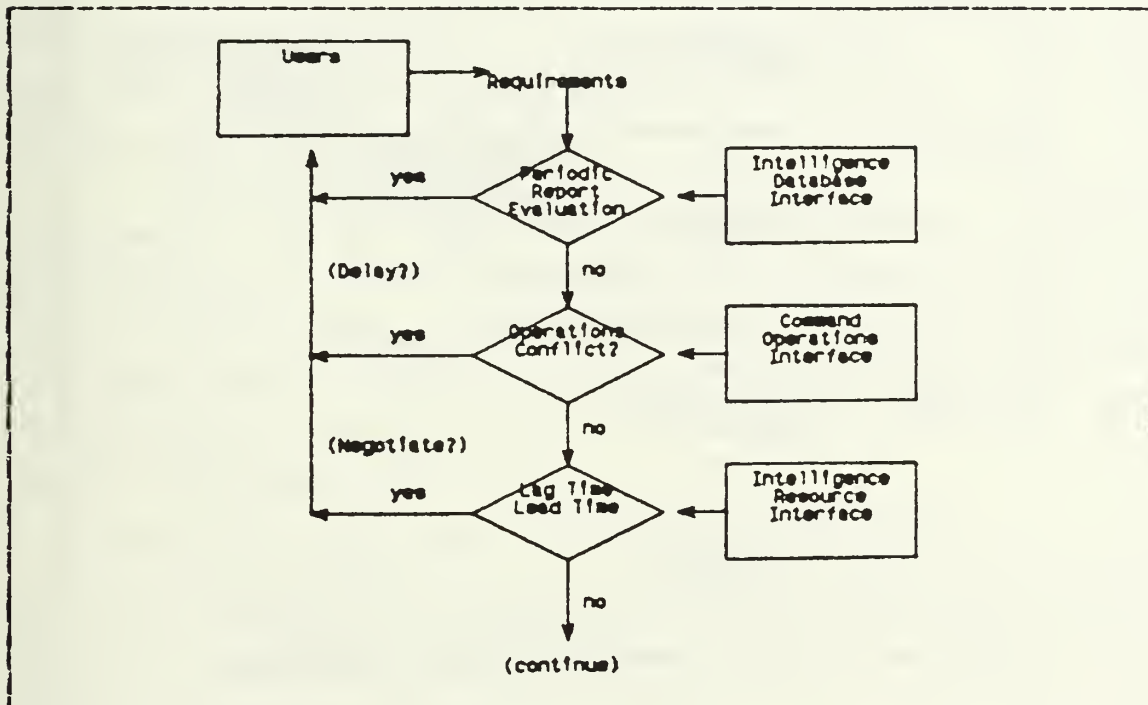 Users
Requirements
yes
Periodic
Report
Evaluation
Intelligence
Database
Interface
(Delay?)
no
yes
Operations
Conflict?
Command
Operations
Interface
(Negotiate?)
no
yes
Lag Time
Lead Time
Intelligence
Resource
Interface
no
(continue)